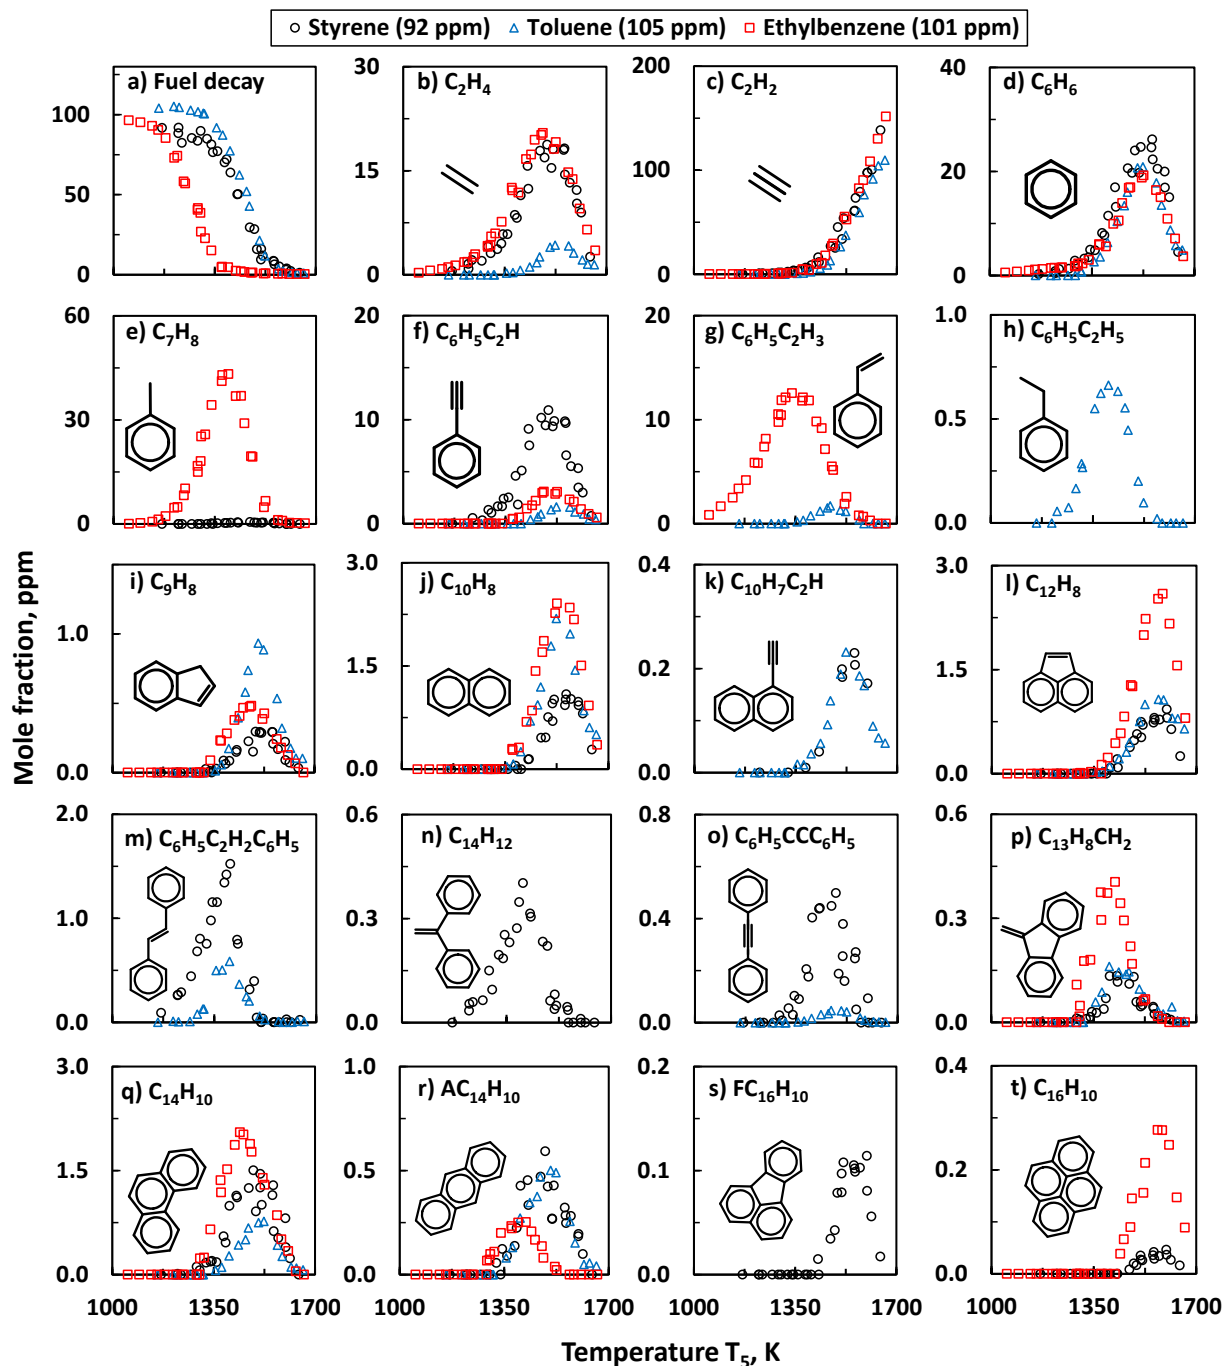 Styrene (92 ppm) Toluene (105 ppm) Ethylbenzene (101 ppm)
Mole fraction, ppm
a) Fuel decay
100
50
0
b) C₂H₄
30
15
0
c) C₂H₂
200
100
0
d) C₆H₆
40
20
0
e) C₇H₈
60
30
0
f) C₆H₅C₂H
20
10
0
g) C₆H₅C₂H₃
20
10
0
h) C₆H₅C₂H₅
1.0
0.5
0.0
i) C₉H₈
1.0
0.0
j) C₁₀H₈
3.0
1.5
0.0
k) C₁₀H₇C₂H
0.4
0.2
0.0
l) C₁₂H₈
3.0
1.5
0.0
m) C₆H₅C₂H₂C₆H₅
2.0
1.0
0.0
n) C₁₄H₁₂
0.6
0.3
0.0
o) C₆H₅CCC₆H₅
0.8
0.4
0.0
p) C₁₃H₈CH₂
0.6
0.3
0.0
q) C₁₄H₁₀
3.0
1.5
0.0
1000 1350 1700
r) AC₁₄H₁₀
1.0
0.5
0.0
1000 1350 1700
s) FC₁₆H₁₀
0.2
0.1
0.0
1000 1350 1700
t) C₁₆H₁₀
0.4
0.2
0.0
1000 1350 1700
Temperature T₅, K